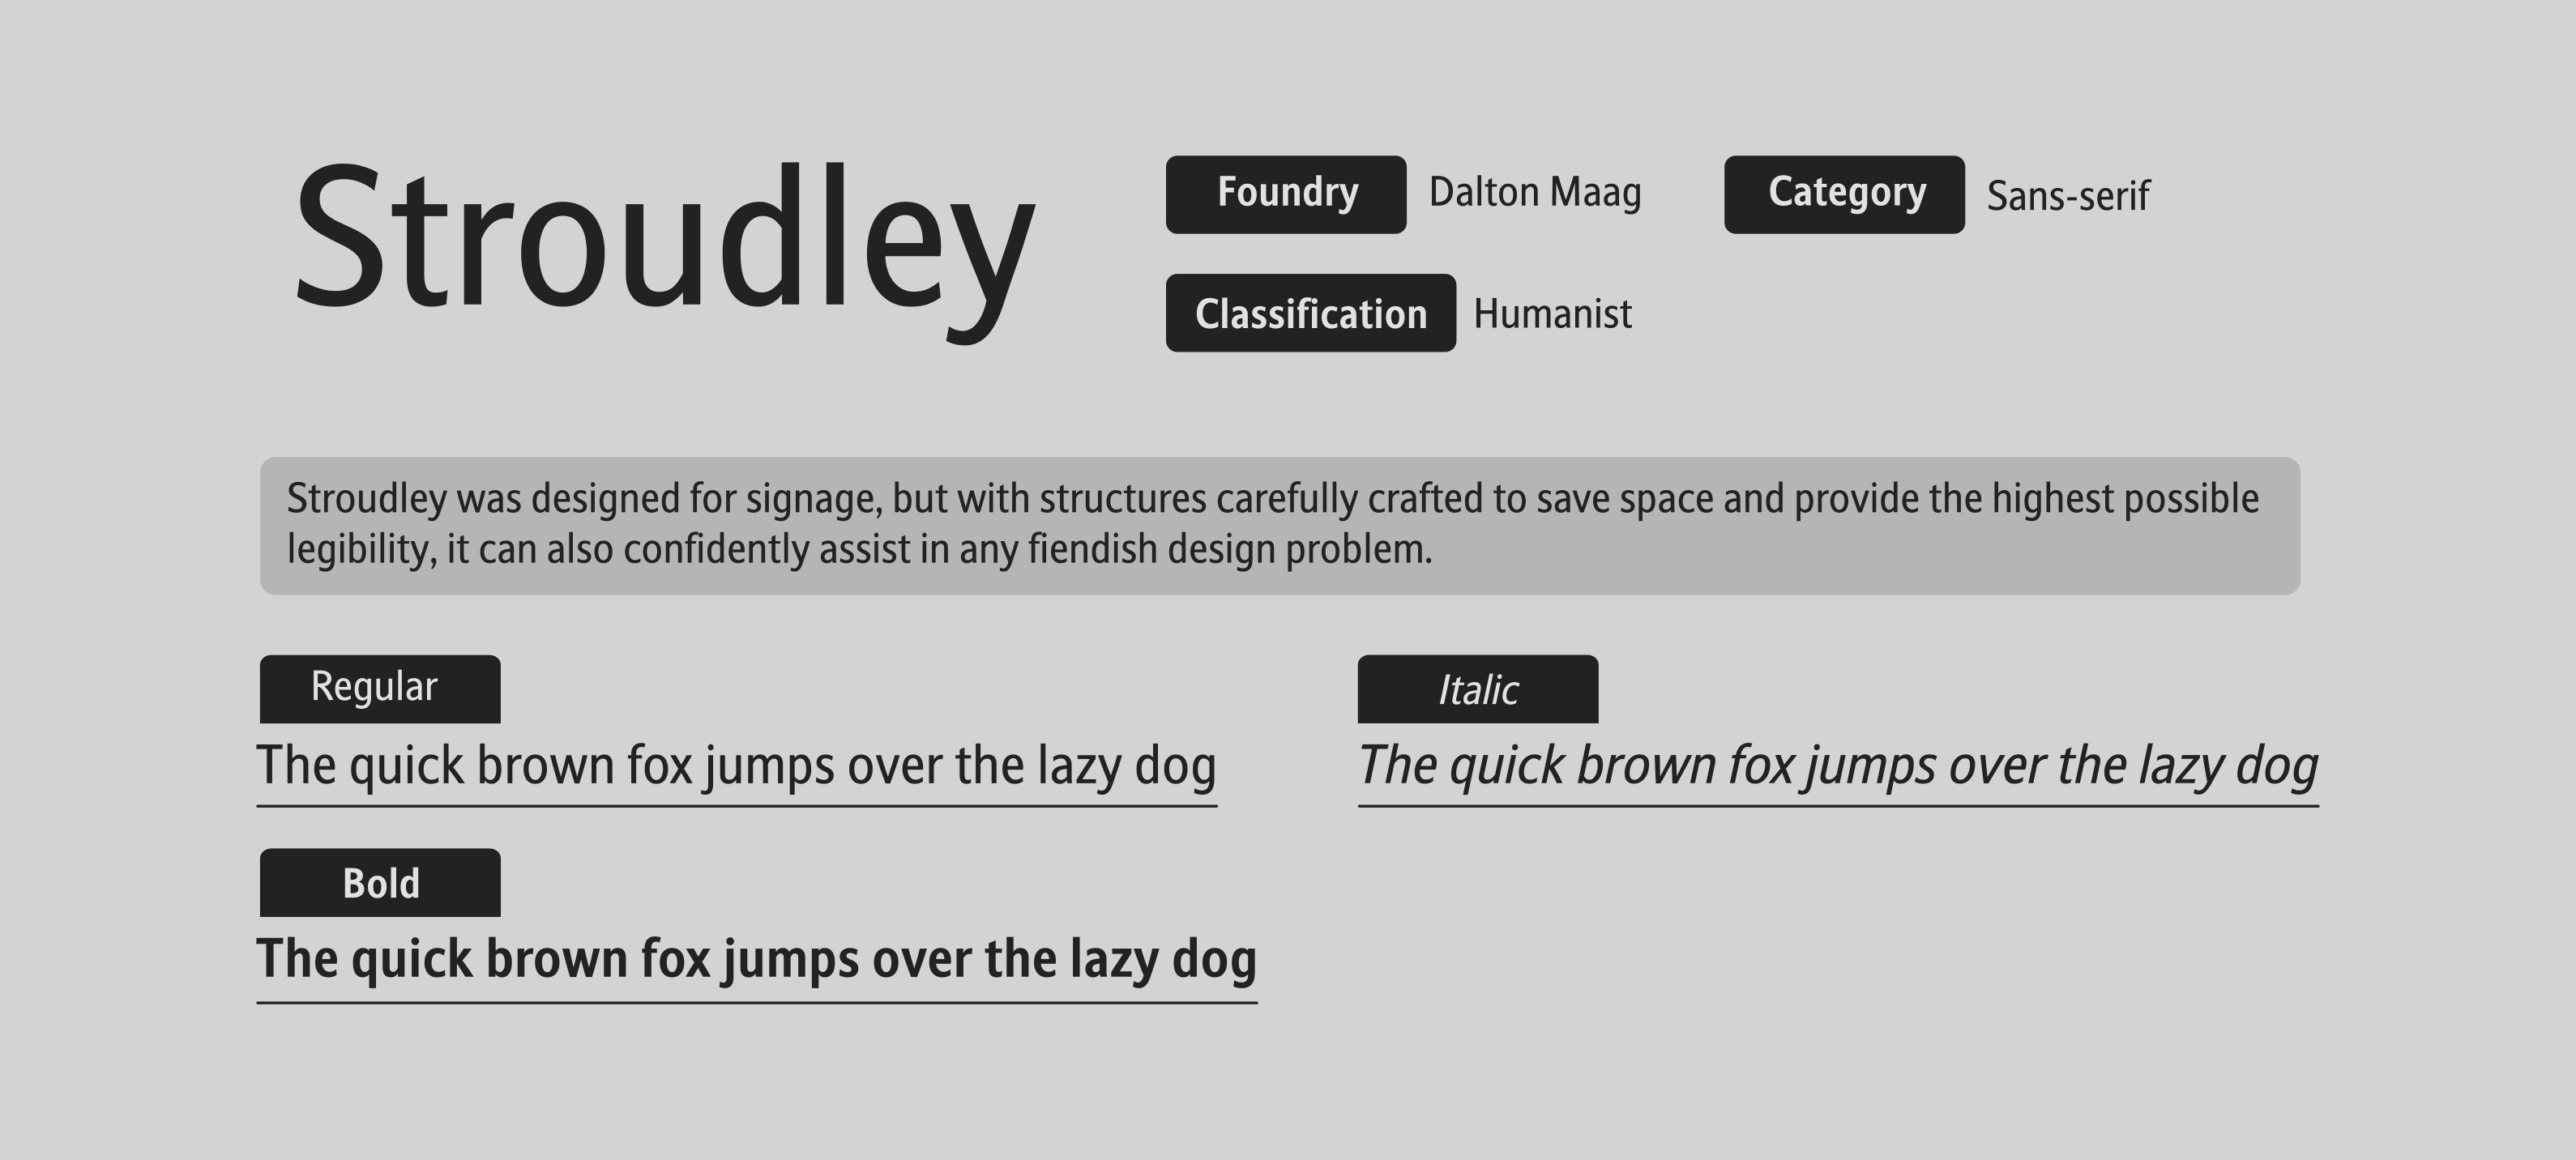 Stroudley
Foundry Dalton Maag
Category Sans-serif
Classification Humanist
Stroudley was designed for signage, but with structures carefully crafted to save space and provide the highest possible
legibility, it can also confidently assist in any fiendish design problem.
Regular
The quick brown fox jumps over the lazy dog
Italic
The quick brown fox jumps over the lazy dog
Bold
The quick brown fox jumps over the lazy dog